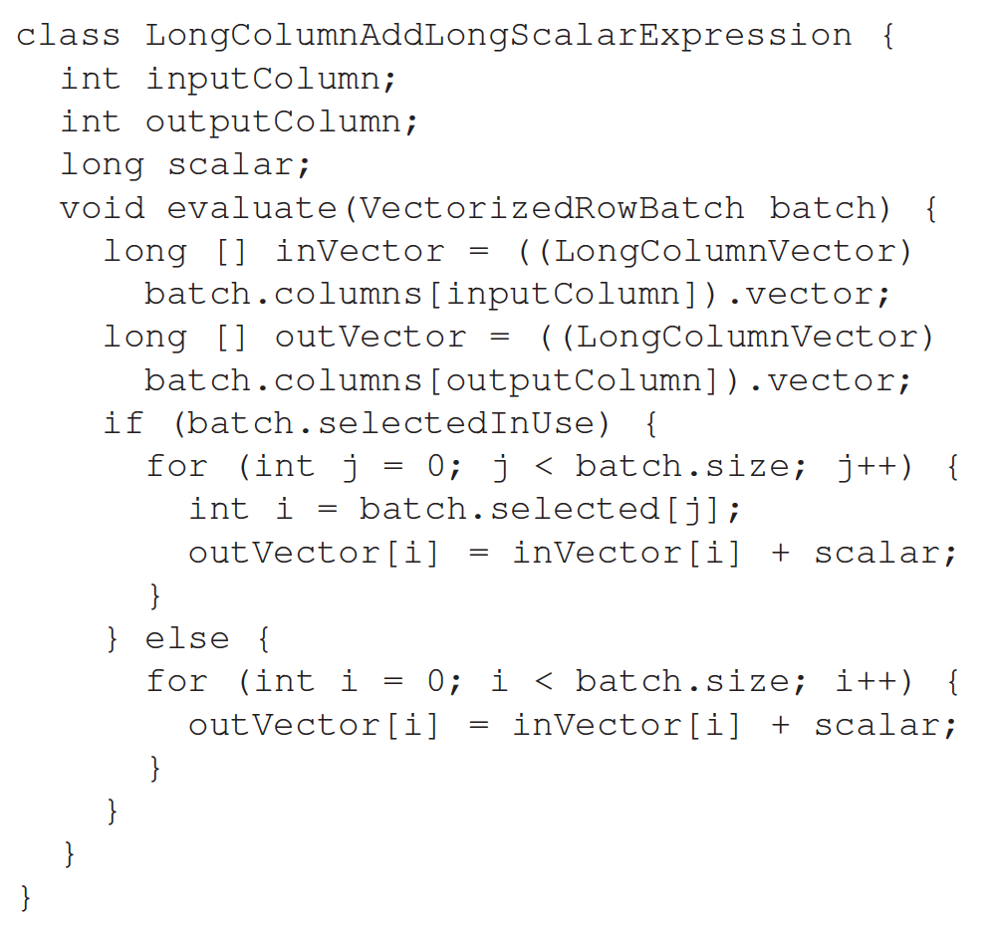 class LongColumnAddLongScalarExpression {
  int inputColumn;
  int outputColumn;
  long scalar;
  void evaluate(VectorizedRowBatch batch) {
    long [] inVector = ((LongColumnVector)
      batch.columns[inputColumn]).vector;
    long [] outVector = ((LongColumnVector)
      batch.columns[outputColumn]).vector;
    if (batch.selectedInUse) {
      for (int j = 0; j < batch.size; j++) {
        int i = batch.selected[j];
        outVector[i] = inVector[i] + scalar;
      }
    } else {
      for (int i = 0; i < batch.size; i++) {
        outVector[i] = inVector[i] + scalar;
      }
    }
  }
}